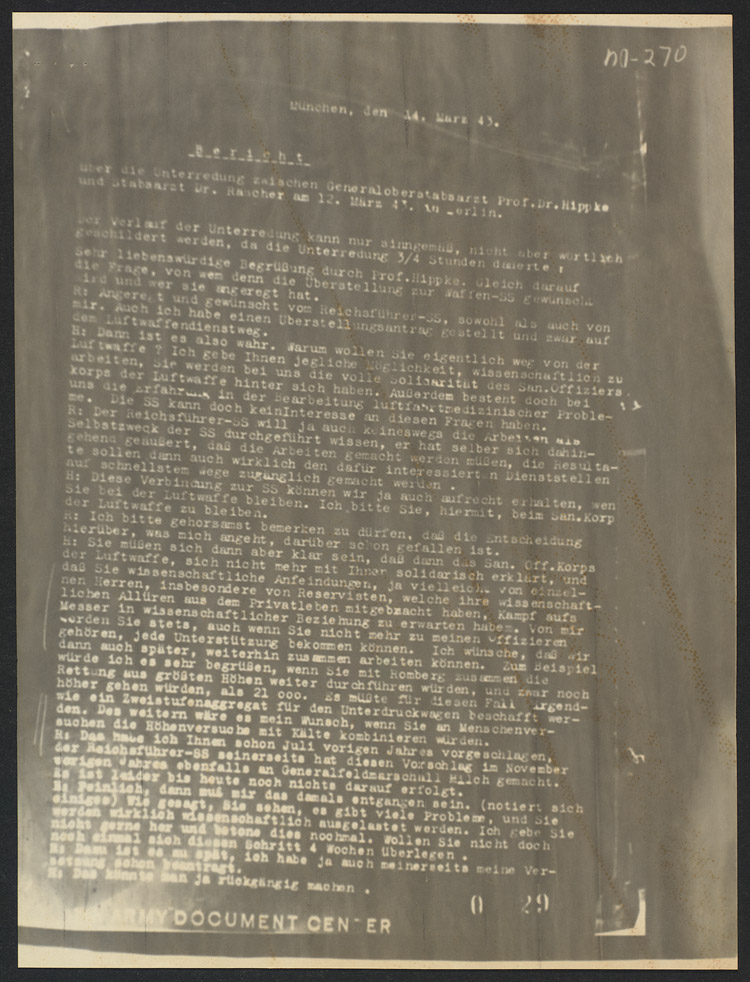 NO-270
München, den 14. März 43.
Bericht
über die Unterredung zwischen Generaloberstabsarzt Prof.Dr.Hippke
und Stabsarzt Dr. Rascher am 12. März 43. in Berlin.
Der Verlauf der Unterredung kann nur sinngemäß, nicht aber wörtlich
geschildert werden, da die Unterredung 3/4 Stunden dauerte :
Sehr liebenswürdige Begrüßung durch Prof.Hippke. Gleich darauf
die Frage, von wem denn die Überstellung zur Waffen-SS gewünscht
wird und wer sie angeregt hat.
R: Angeregt und gewünscht vom Reichsführer-SS, sowohl als auch von
mir. Auch ich habe einen Überstellungsantrag gestellt und zwar auf
dem Luftwaffendienstweg.
H: Dann ist es also wahr. Warum wollen Sie eigentlich weg von der
Luftwaffe ? Ich gebe Ihnen jegliche Möglichkeit, wissenschaftlich zu
arbeiten, Sie werden bei uns die volle Solidarität des San.Offiziers
korps der Luftwaffe hinter sich haben. Außerdem besteht doch bei
uns die Erfahrung in der Bearbeitung luftfahrtmedizinischer Proble-
me. Die SS kann doch keinInteresse an diesen Fragen haben.
R: Der Reichsführer-SS will ja auch keineswegs die Arbeiten als
Selbstzweck der SS durchgeführt wissen, er hat selber sich dahin-
gehend geäußert, daß die Arbeiten gemacht werden müßen, die Resulta-
te sollen dann auch wirklich den dafür interessierten Dienststellen
auf schnellstem Wege zugänglich gemacht werden .
H: Diese Verbindung zur SS können wir ja auch aufrecht erhalten, wen
Sie bei der Luftwaffe bleiben. Ich bitte Sie, hiermit, beim San.Korp
der Luftwaffe zu bleiben.
R: Ich bitte gehorsamst bemerken zu dürfen, daß die Entscheidung
hierüber, was mich angeht, darüber schon gefallen ist.
H: Sie müßen sich dann aber klar sein, daß dann das San. Off.Korps
der Luftwaffe, sich nicht mehr mit Ihnen solidarisch erklärt, und
daß Sie wissenschaftliche Anfeindungen, ja vielleicht von einzel-
nen Herren, insbesondere von Reservisten, welche ihre wissenschaft-
lichen Allüren aus dem Privatleben mitgebracht haben, Kampf aufs
Messer in wissenschaftlicher Beziehung zu erwarten haben. Von mir
werden Sie stets, auch wenn Sie nicht mehr zu meinen Offizieren
gehören, jede Unterstützung bekommen können. Ich wünsche, daß wir
dann auch später, weiterhin zusammen arbeiten können. Zum Beispiel
würde ich es sehr begrüßen, wenn Sie mit Romberg zusammen die
Rettung aus größten Höhen weiter durchführen würden, und zwar noch
höher gehen würden, als 21 000. Es müßte für diesen Fall irgend-
wie ein Zweistufenaggregat für den Unterdruckwagen beschafft wer-
den. Des weitern wäre es mein Wunsch, wenn Sie an Menschenver-
suchen die Höhenversuche mit Kälte kombinieren würden.
R: Das habe ich Ihnen schon Juli vorigen Jahres vorgeschlagen,
der Reichsführer-SS seinerseits hat diesen Vorschlag im November
vorigen Jahres ebenfalls an Generalfeldmarschall Milch gemacht.
Es ist leider bis heute noch nichts darauf erfolgt.
H: Peinlich, dann muß mir das damals entgangen sein. (notiert sich
einiges) Wie gesagt, Sie sehen, es gibt viele Probleme, und Sie
werden wirklich wissenschaftlich ausgelastet werden. Ich gebe Sie
nicht gerne her und betone dies nochmal. Wollen Sie nicht doch
noch einmal sich diesen Schritt 4 Wochen überlegen .
R: Dazu ist es zu spät, ich habe ja auch meinerseits meine Ver-
setzung schon beantragt.
H: Das könnte man ja rückgängig machen .
0 29
ARMY DOCUMENT CENTER